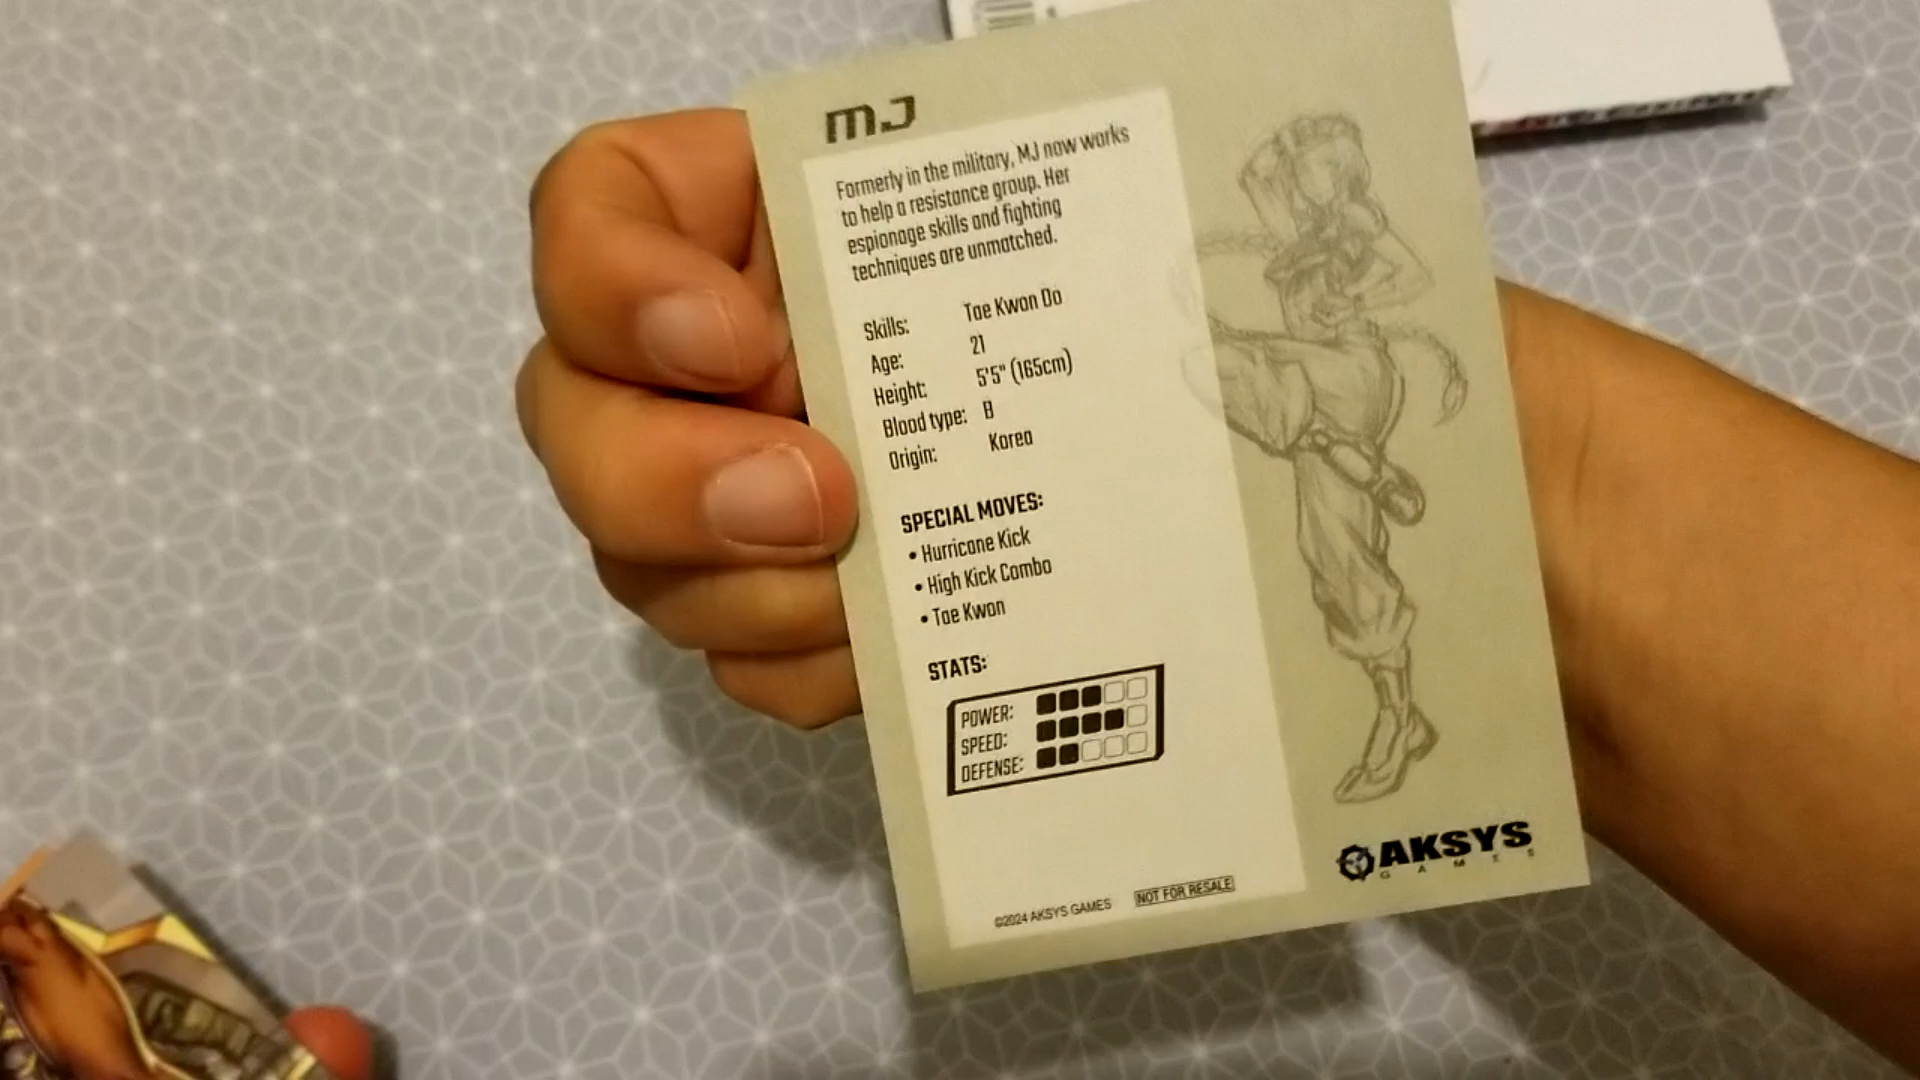 MJ
Formerly in the military, MJ now works
to help a resistance group. Her
espionage skills and fighting
techniques are unmatched.
Skills: Tae Kwon Do
Age: 21
Height: 5'5" (165cm)
Blood type: B
Origin: Korea
SPECIAL MOVES:
• Hurricane Kick
• High Kick Combo
• Tae Kwon
STATS:
POWER:
SPEED:
DEFENSE:
AKSYS
GAMES
©2024 AKSYS GAMES NOT FOR RESALE